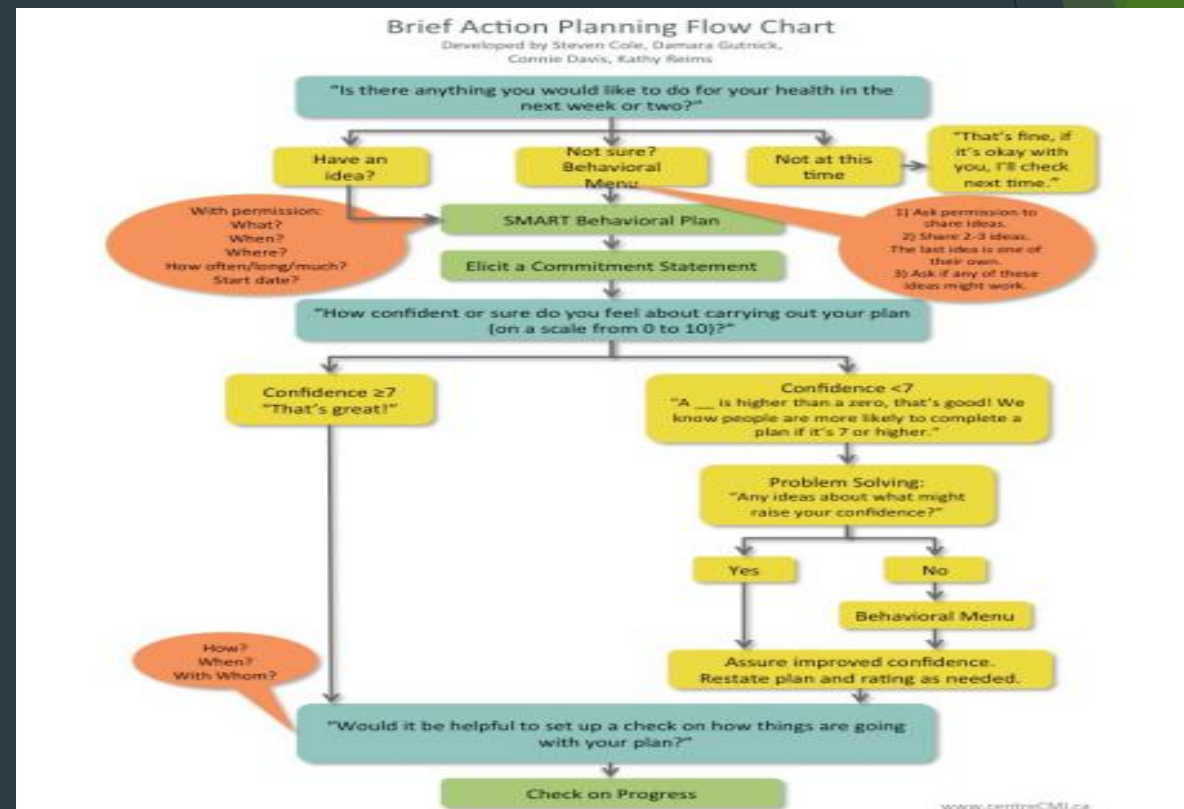 Brief Action Planning Flow Chart
Developed by Steven Cole, Damara Gutnick,
Connie Davis, Kathy Reims
"Is there anything you would like to do for your health in the
next week or two?"
Have an
idea?
Not sure?
Behavioral
Menu
Not at this
time
"That's fine, if
it's okay with
you, I'll check
next time."
With permission:
What?
When?
Where?
How often/long/much?
Start date?
SMART Behavioral Plan
1) Ask permission to
share ideas.
2) Share 2-3 ideas.
The last idea is one of
their own.
3) Ask if any of these
ideas might work.
Elicit a Commitment Statement
"How confident or sure do you feel about carrying out your plan
(on a scale from 0 to 10)?"
Confidence ≥7
"That's great!"
Confidence <7
"A __ is higher than a zero, that's good! We
know people are more likely to complete a
plan if it's 7 or higher."
Problem Solving:
"Any ideas about what might
raise your confidence?"
Yes
No
Behavioral Menu
Assure improved confidence.
Restate plan and rating as needed.
How?
When?
With Whom?
"Would it be helpful to set up a check on how things are going
with your plan?"
Check on Progress
www.centreCMI.ca